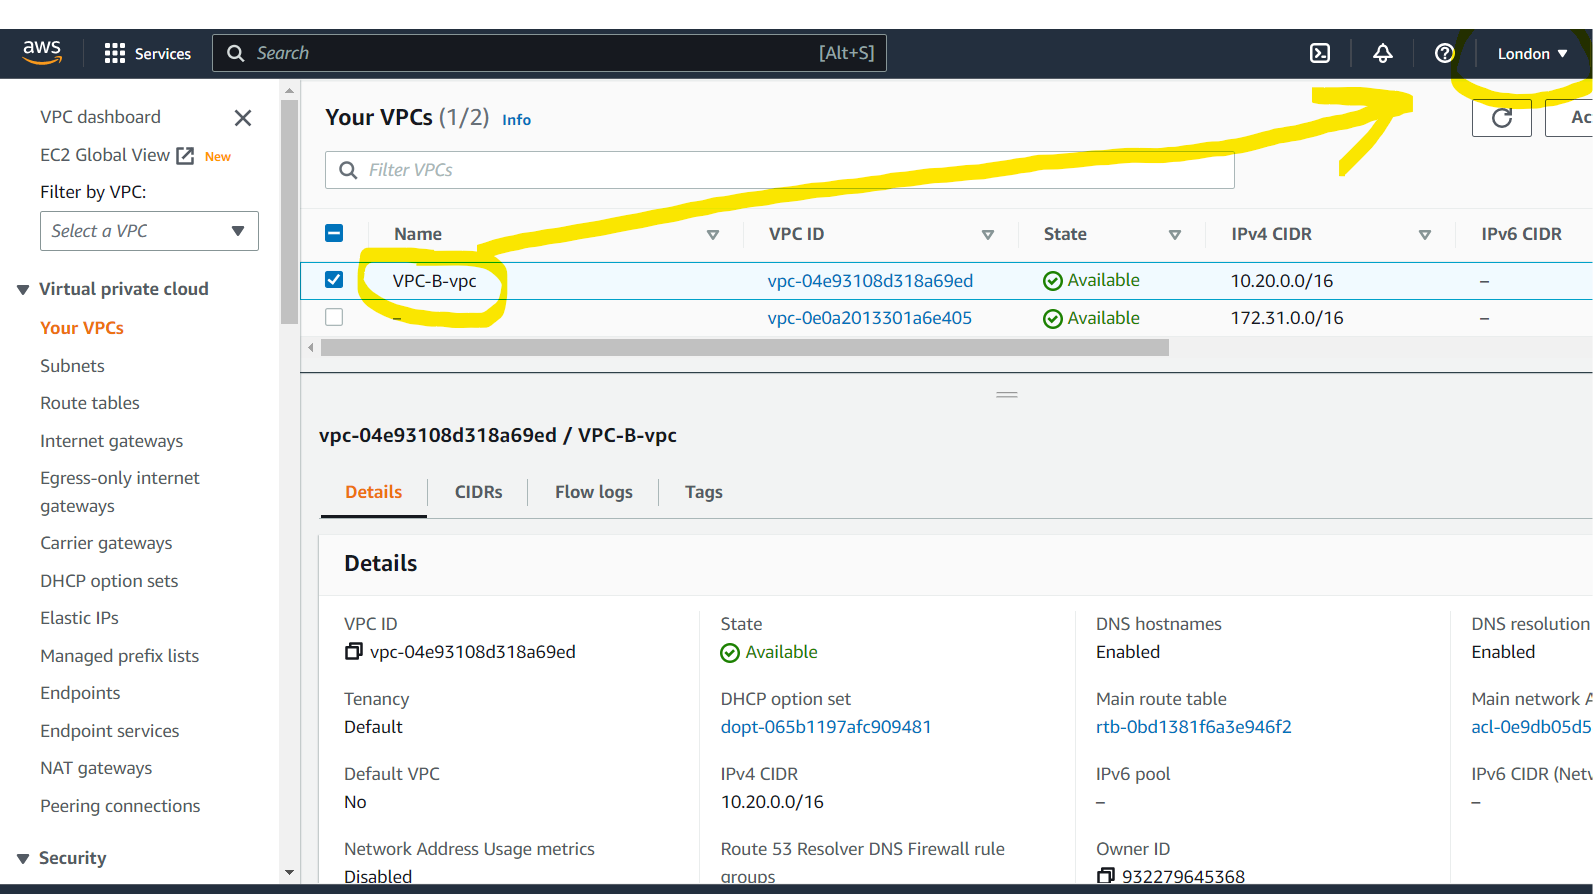 aws Services Search [Alt+S] London
VPC dashboard
EC2 Global View New
Filter by VPC:
Select a VPC
Virtual private cloud
Your VPCs
Subnets
Route tables
Internet gateways
Egress-only internet
gateways
Carrier gateways
DHCP option sets
Elastic IPs
Managed prefix lists
Endpoints
Endpoint services
NAT gateways
Peering connections
Security
Your VPCs (1/2) Info
Ac
Filter VPCs
Name VPC ID State IPv4 CIDR IPv6 CIDR
VPC-B-vpc vpc-04e93108d318a69ed Available 10.20.0.0/16 –
– vpc-0e0a2013301a6e405 Available 172.31.0.0/16 –
vpc-04e93108d318a69ed / VPC-B-vpc
Details CIDRs Flow logs Tags
Details
VPC ID State DNS hostnames DNS resolution
vpc-04e93108d318a69ed Available Enabled Enabled
Tenancy DHCP option set Main route table Main network A
Default dopt-065b1197afc909481 rtb-0bd1381f6a3e946f2 acl-0e9db05d5
Default VPC IPv4 CIDR IPv6 pool IPv6 CIDR (Netw
No 10.20.0.0/16 – –
Network Address Usage metrics Route 53 Resolver DNS Firewall rule Owner ID
Disabled groups 932279645368